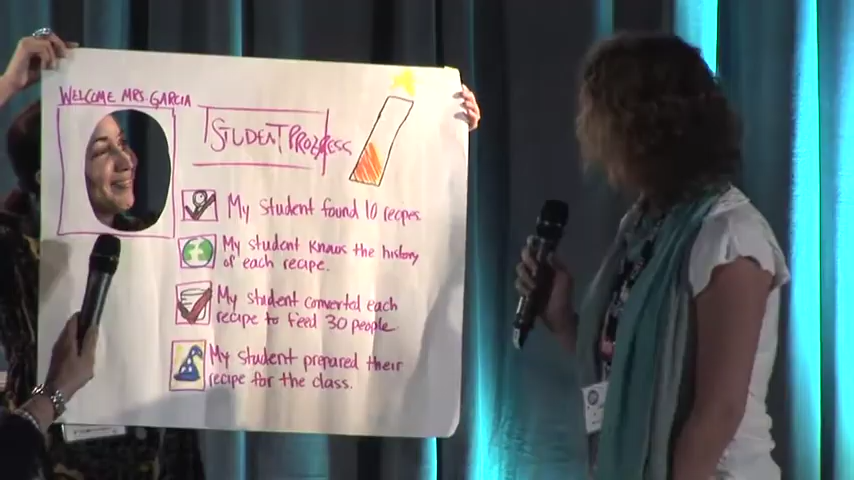 WELCOME MRS. GARCIA
STUDENT PROGRESS
My student found 10 recipes
My student knows the history
of each recipe.
My student converted each
recipe to feed 30 people.
My student prepared their
recipe for the class.